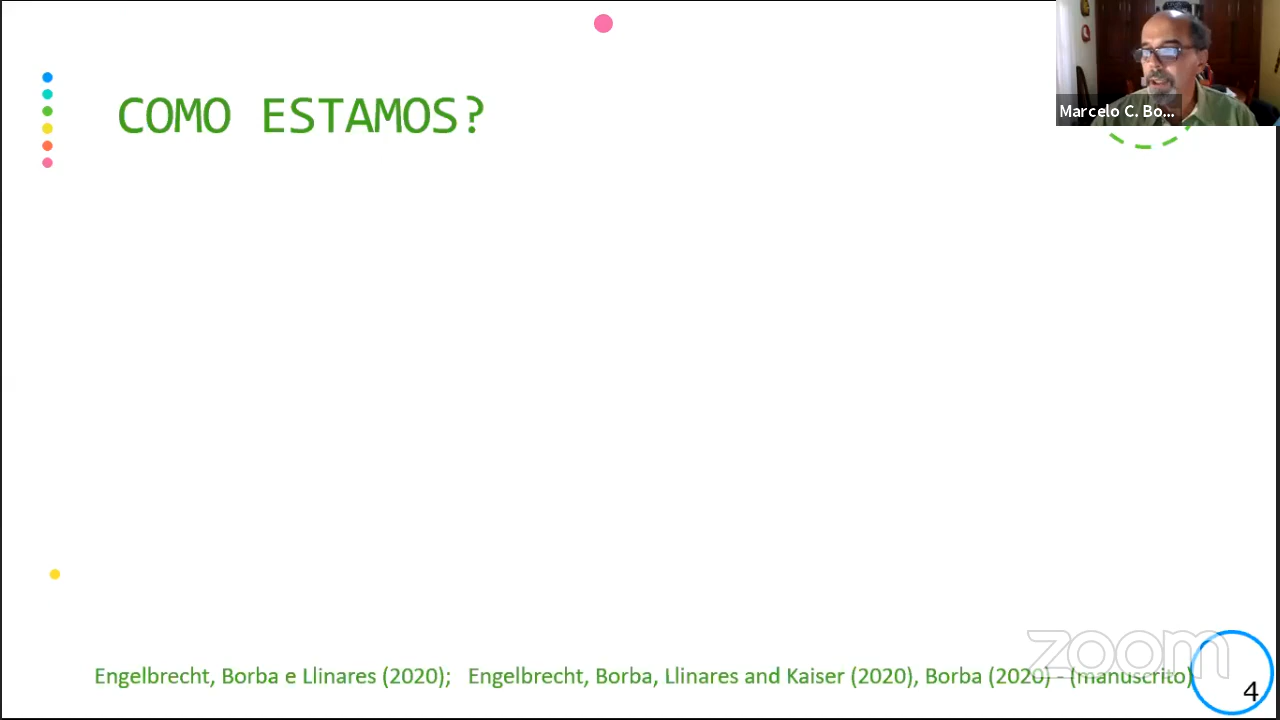 Marcelo C. Bo...
COMO ESTAMOS?
zoom
Engelbrecht, Borba e Llinares (2020); Engelbrecht, Borba, Llinares and Kaiser (2020), Borba (2020) - (manuscrito)
4